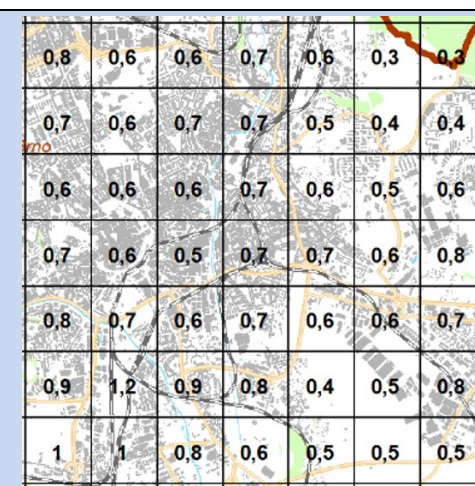 0,8 0,6 0,6 0,7 0,6 0,3 0,3
0,7 0,6 0,7 0,7 0,5 0,4 0,4
rno
0,6 0,6 0,6 0,7 0,6 0,5 0,6
0,7 0,6 0,5 0,7 0,7 0,6 0,8
0,8 0,7 0,6 0,7 0,6 0,6 0,7
0,9 1,2 0,9 0,8 0,4 0,5 0,8
1 1 0,8 0,6 0,5 0,5 0,5